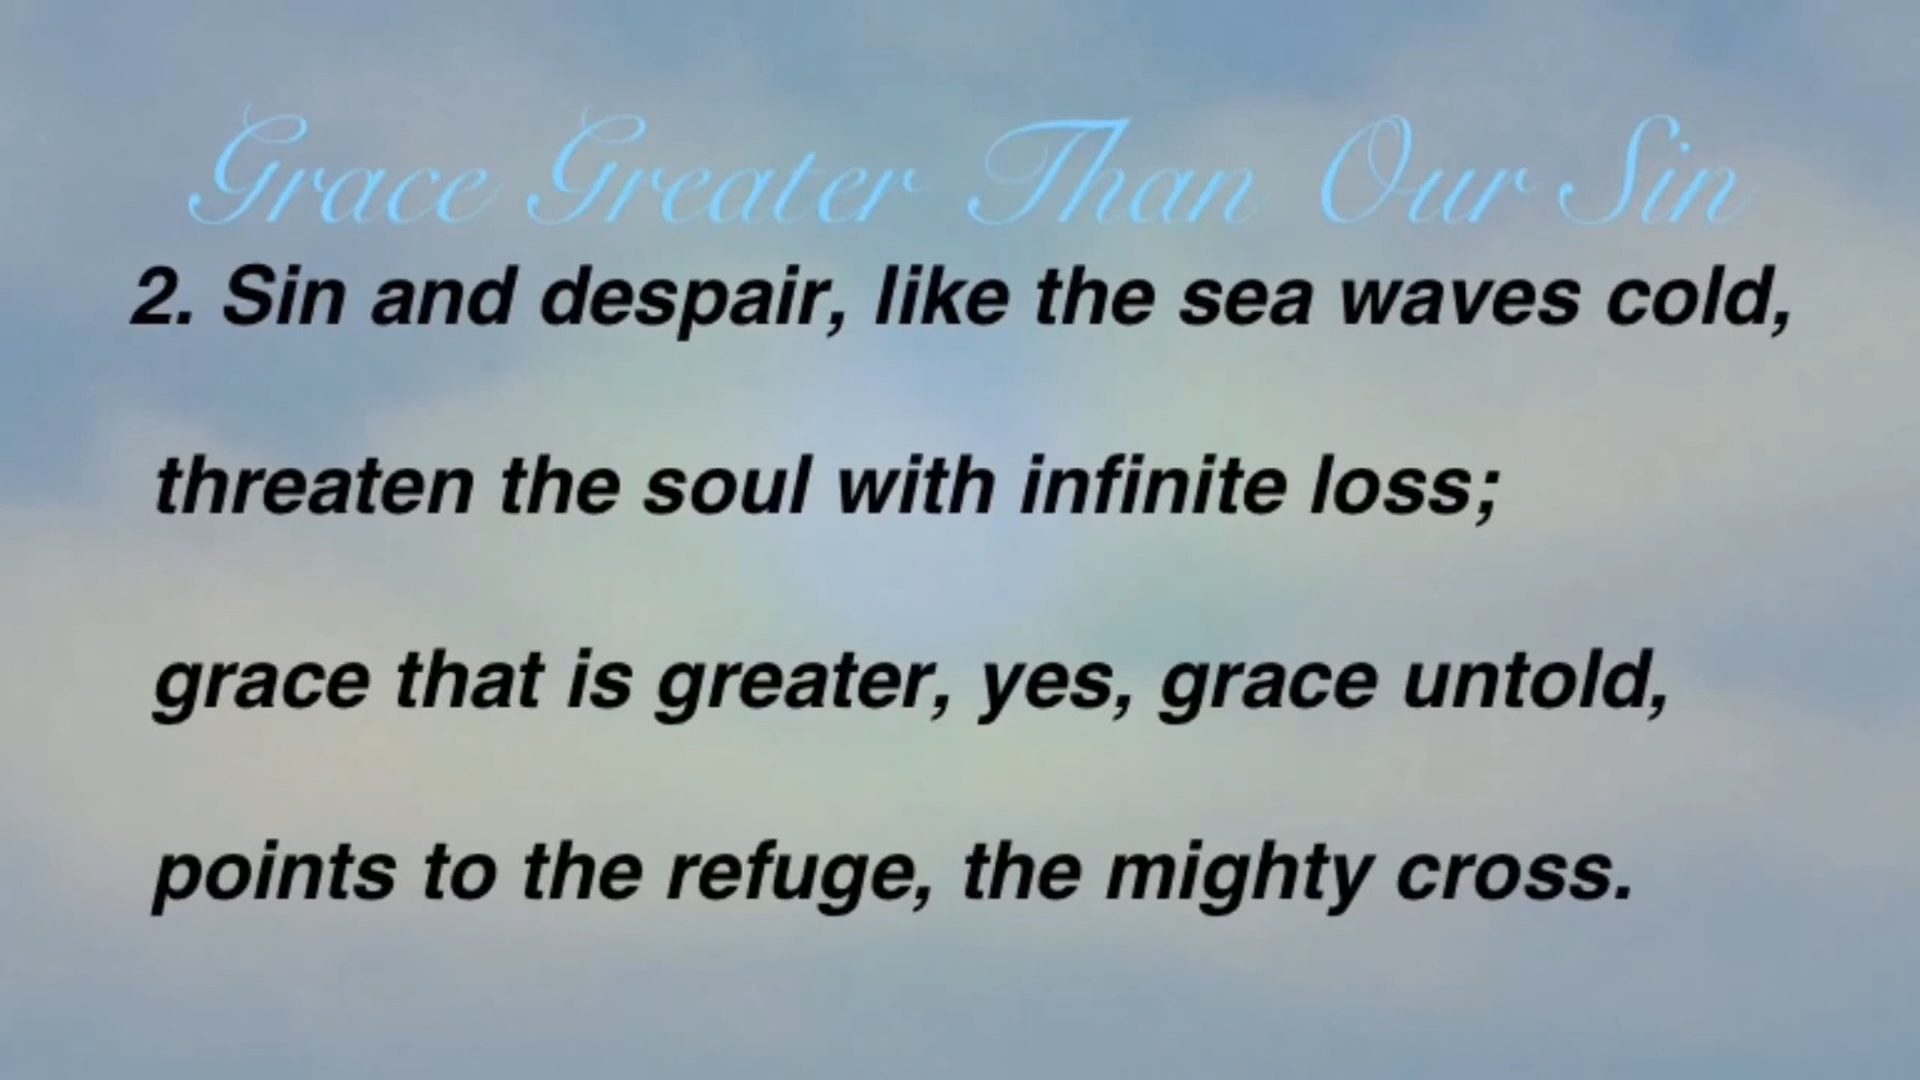 Grace Greater Than Our Sin
2. Sin and despair, like the sea waves cold,
threaten the soul with infinite loss;
grace that is greater, yes, grace untold,
points to the refuge, the mighty cross.